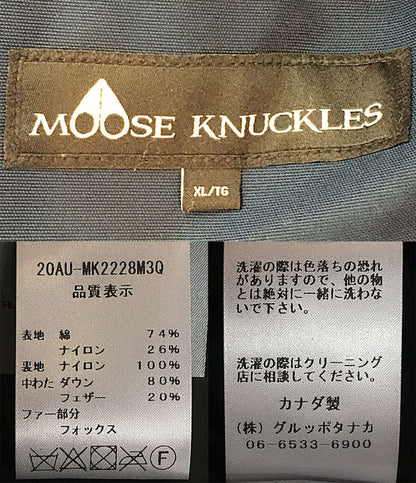 MOOSE KNUCKLES
XL/TG
20AU-MK2228M3Q
品質表示
表地 綿 74%
ナイロン 26%
裏地 ナイロン 100%
中わた ダウン 80%
フェザー 20%
ファー部分
フォックス
F
洗濯の際は色落ちの恐れ
がありますので、他の物
とは絶対に一緒に洗わな
いで下さい。
洗濯の際はクリーニング
店に相談してください。
カナダ製
(株) グルッポタナカ
06-6533-6900